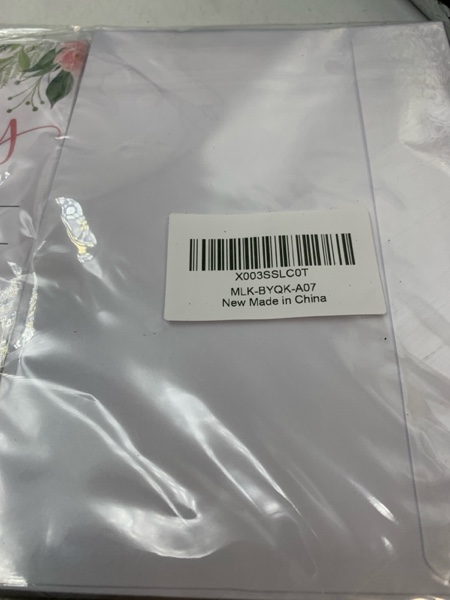 X003SSLC0T
MLK-BYQK-A07
New Made in China